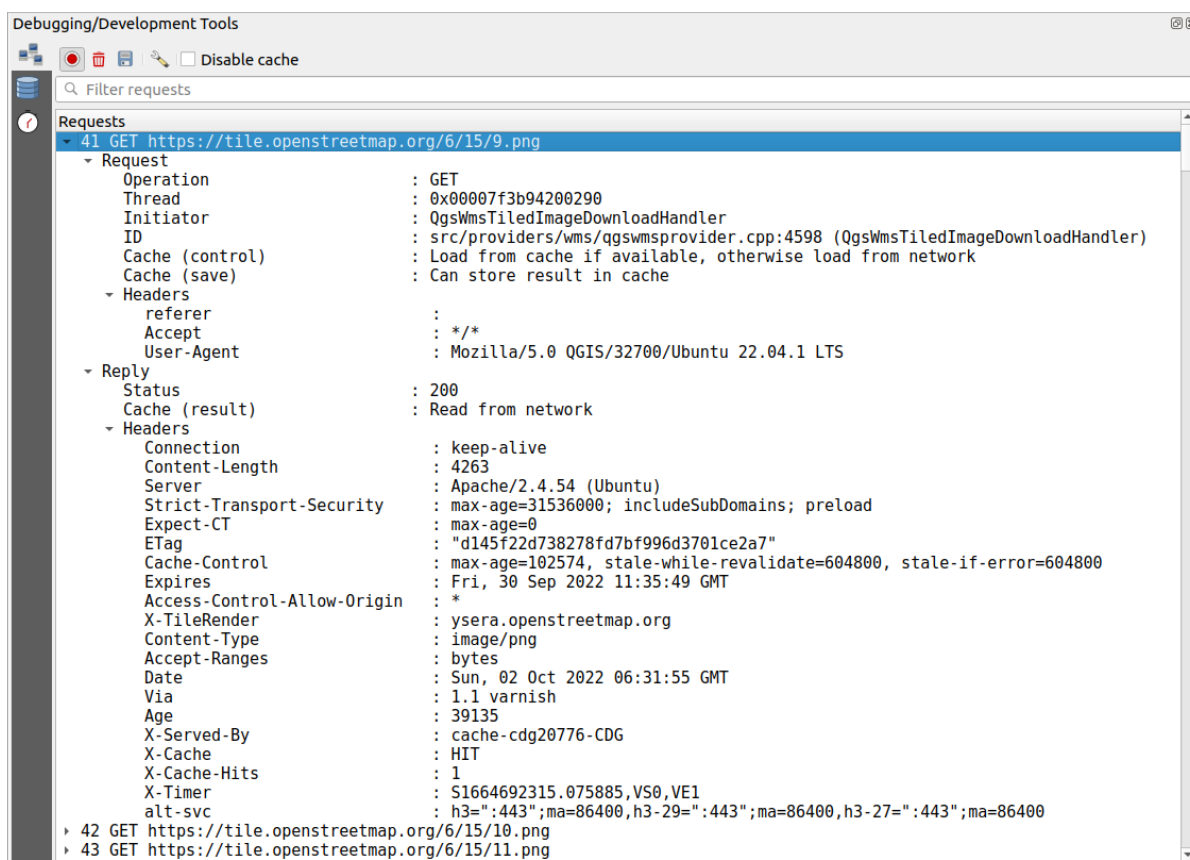 Debugging/Development Tools
Disable cache
Filter requests
Requests
41 GET https://tile.openstreetmap.org/6/15/9.png
Request
Operation : GET
Thread : 0x00007f3b94200290
Initiator : QgsWmsTiledImageDownloadHandler
ID : src/providers/wms/qgswmsprovider.cpp:4598 (QgsWmsTiledImageDownloadHandler)
Cache (control) : Load from cache if available, otherwise load from network
Cache (save) : Can store result in cache
Headers
referer :
Accept : */*
User-Agent : Mozilla/5.0 QGIS/32700/Ubuntu 22.04.1 LTS
Reply
Status : 200
Cache (result) : Read from network
Headers
Connection : keep-alive
Content-Length : 4263
Server : Apache/2.4.54 (Ubuntu)
Strict-Transport-Security : max-age=31536000; includeSubDomains; preload
Expect-CT : max-age=0
ETag : "d145f22d738278fd7bf996d3701ce2a7"
Cache-Control : max-age=102574, stale-while-revalidate=604800, stale-if-error=604800
Expires : Fri, 30 Sep 2022 11:35:49 GMT
Access-Control-Allow-Origin : *
X-TileRender : ysera.openstreetmap.org
Content-Type : image/png
Accept-Ranges : bytes
Date : Sun, 02 Oct 2022 06:31:55 GMT
Via : 1.1 varnish
Age : 39135
X-Served-By : cache-cdg20776-CDG
X-Cache : HIT
X-Cache-Hits : 1
X-Timer : S1664692315.075885,VS0,VE1
alt-svc : h3=":443";ma=86400,h3-29=":443";ma=86400,h3-27=":443";ma=86400
42 GET https://tile.openstreetmap.org/6/15/10.png
43 GET https://tile.openstreetmap.org/6/15/11.png